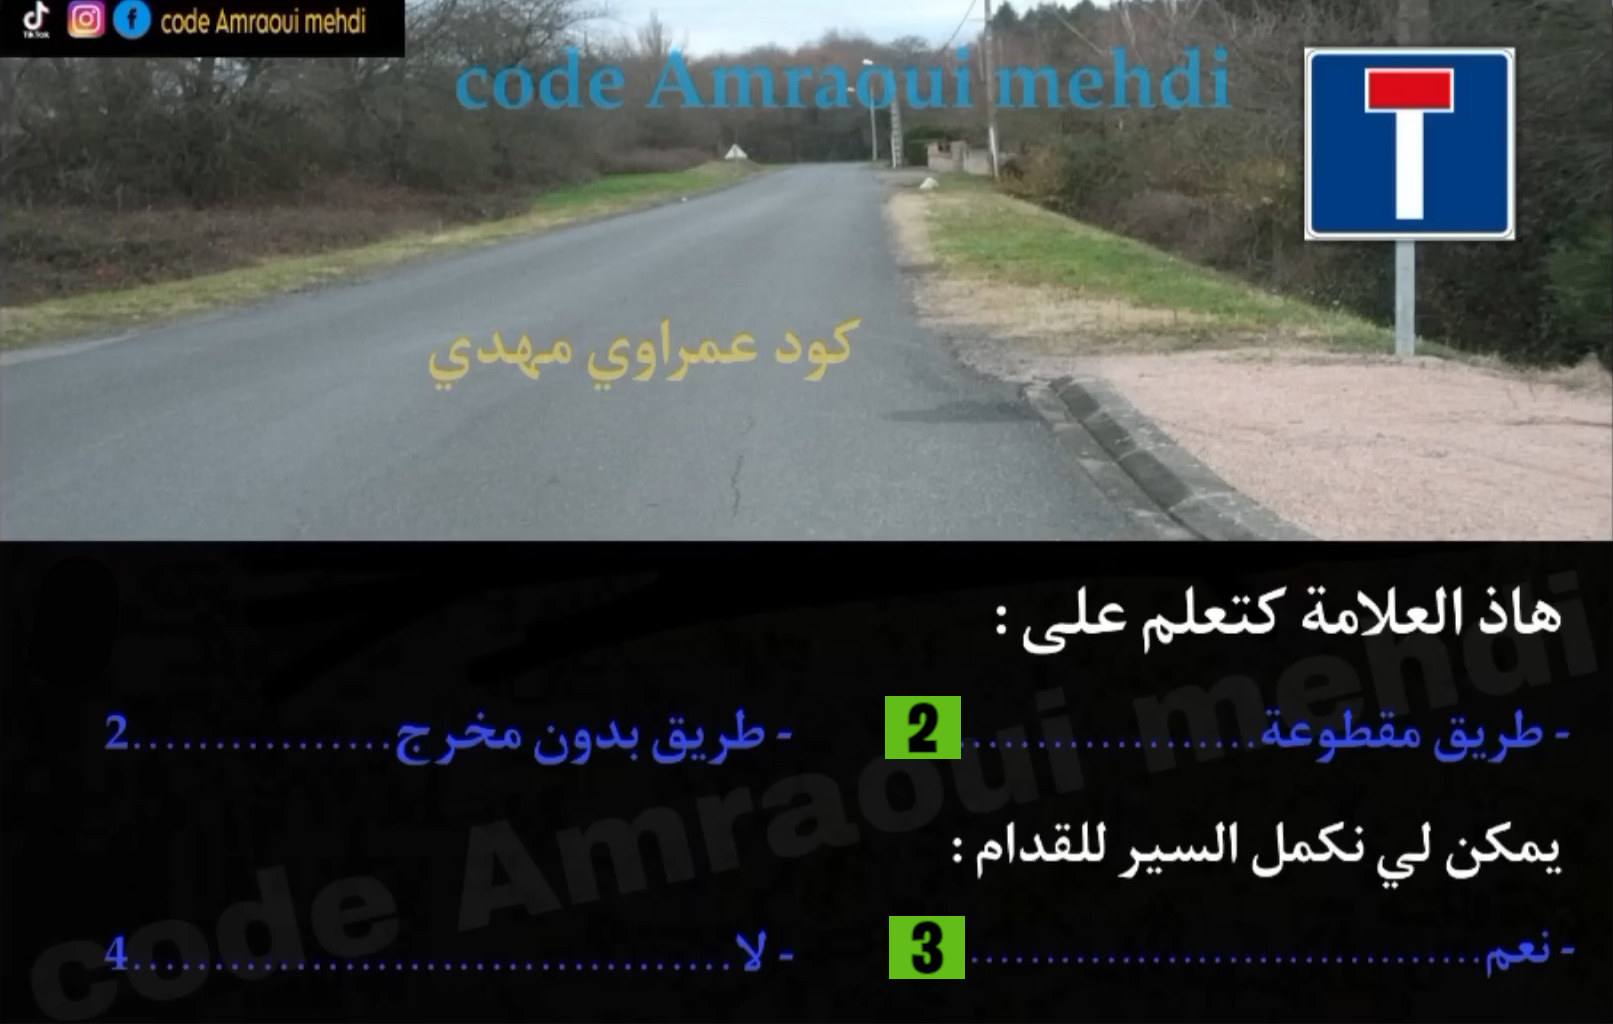 TikTok
code Amraoui mehdi
code Amraoui mehdi
كود عمراوي مهدي
هاذ العلامة كتعلم على :
- طريق مقطوعة...................2 - طريق بدون مخرج...................2
يمكن لي نكمل السير للقدام :
- نعم...................3 - لا...................4
code Amraoui mehdi